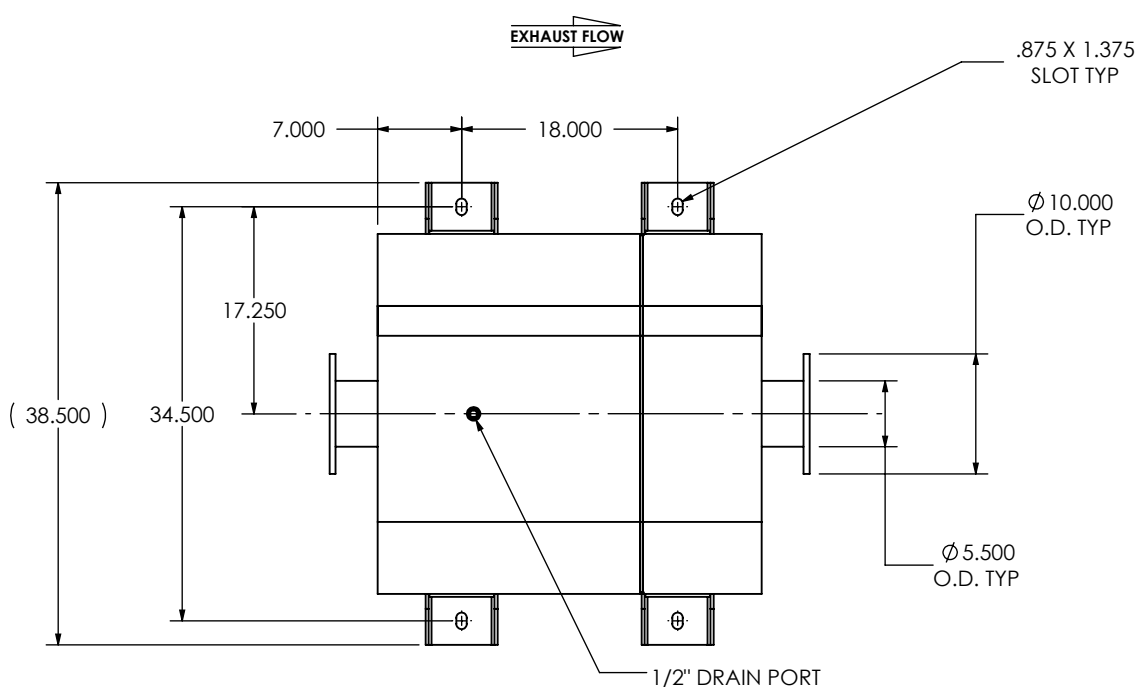 EXHAUST FLOW
.875 X 1.375
SLOT TYP
7.000
18.000
Ø 10.000
O.D. TYP
17.250
( 38.500 )
34.500
Ø 5.500
O.D. TYP
1/2" DRAIN PORT